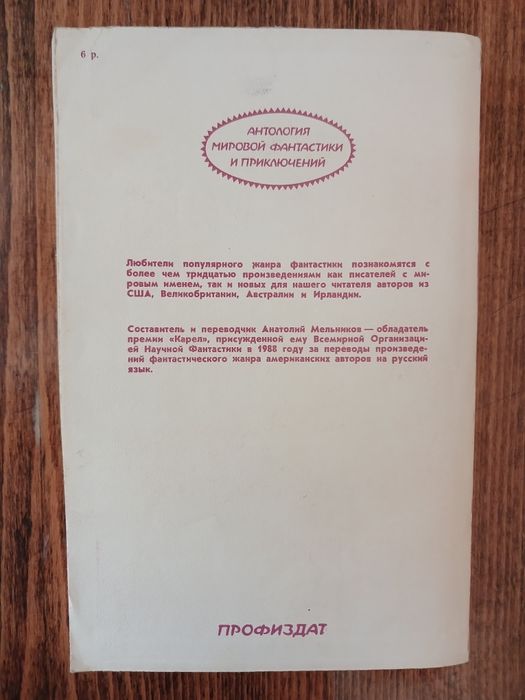 6 р.
АНТОЛОГИЯ
МИРОВОЙ ФАНТАСТИКИ
И ПРИКЛЮЧЕНИЙ
Любители популярного жанра фантастики познакомятся с
более чем тридцатью произведениями как писателей с ми-
ровым именем, так и новых для нашего читателя авторов из
США, Великобритании, Австралии и Ирландии.
Составитель и переводчик Анатолий Мельников — обладатель
премии «Карел», присужденной ему Всемирной Организаци-
ей Научной Фантастики в 1988 году за переводы произведе-
ний фантастического жанра американских авторов на русский
язык.
ПРОФИЗДАТ